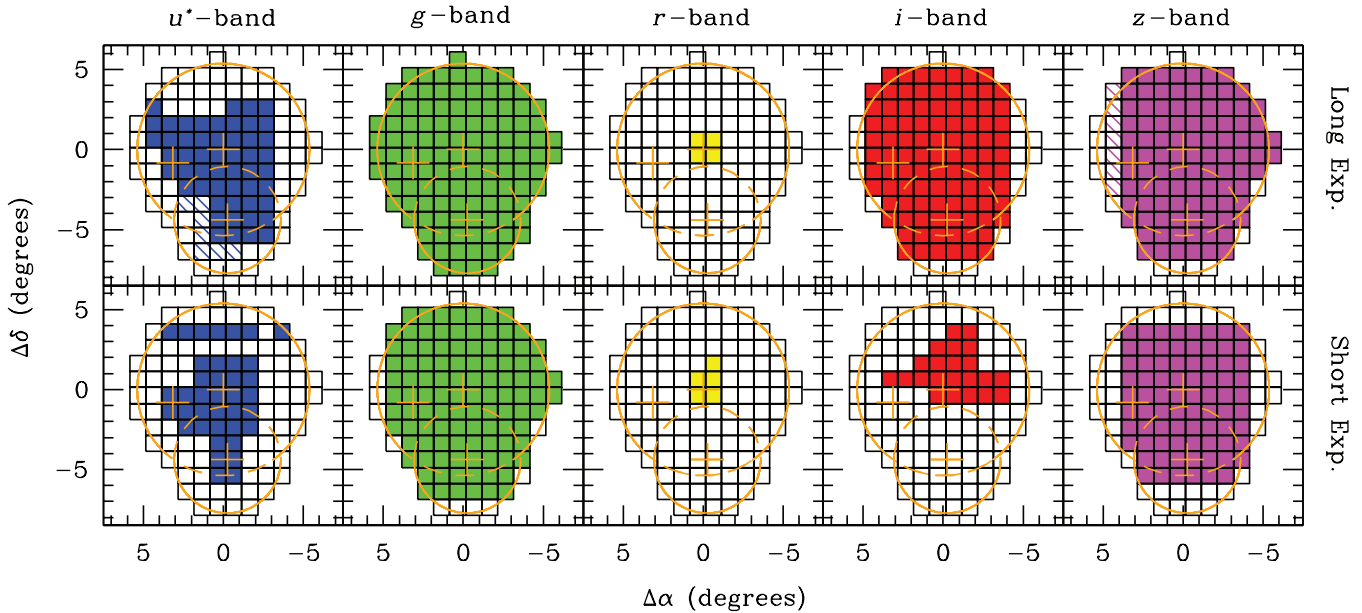 u*-band g-band r-band i-band z-band
5
0
-5
Long Exp.
5
0
-5
Short Exp.
Δδ (degrees)
5 0 -5 5 0 -5 5 0 -5 5 0 -5 5 0 -5
Δα (degrees)